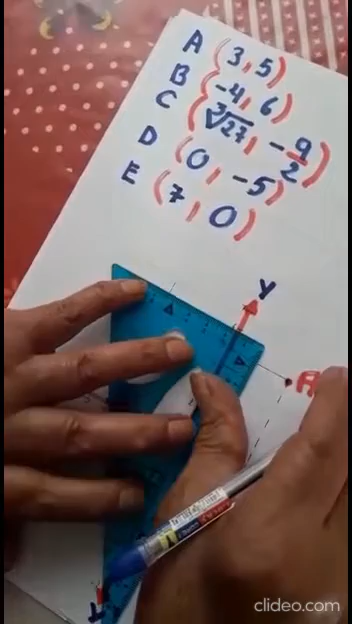 A (3, 5)
B (-4, 6)
C (∛27, -9/2)
D (0, -5)
E (7, 0)
Y
A
clideo.com